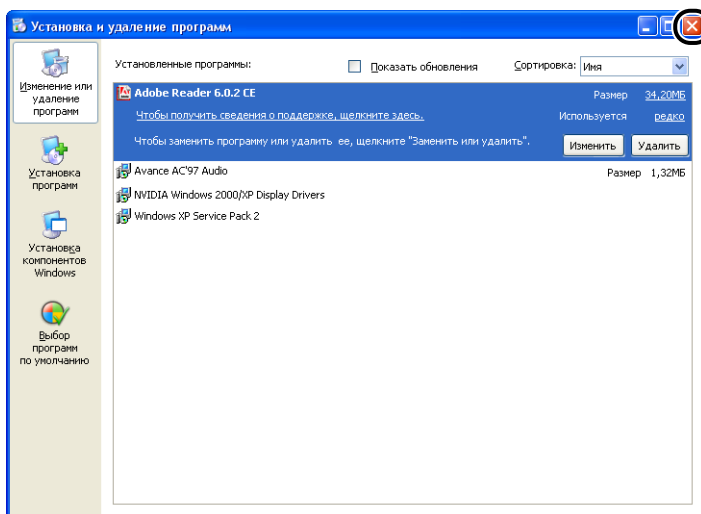 Установка и удаление программ
Изменение или
удаление
программ
Установка
программ
Установка
компонентов
Windows
Выбор
программ
по умолчанию
Установленные программы: Показать обновления Сортировка: Имя
Adobe Reader 6.0.2 CE Размер 34,20МБ
Чтобы получить сведения о поддержке, щелкните здесь. Используется редко
Чтобы заменить программу или удалить ее, щелкните "Заменить или удалить". Изменить Удалить
Avance AC'97 Audio Размер 1,32МБ
NVIDIA Windows 2000/XP Display Drivers
Windows XP Service Pack 2